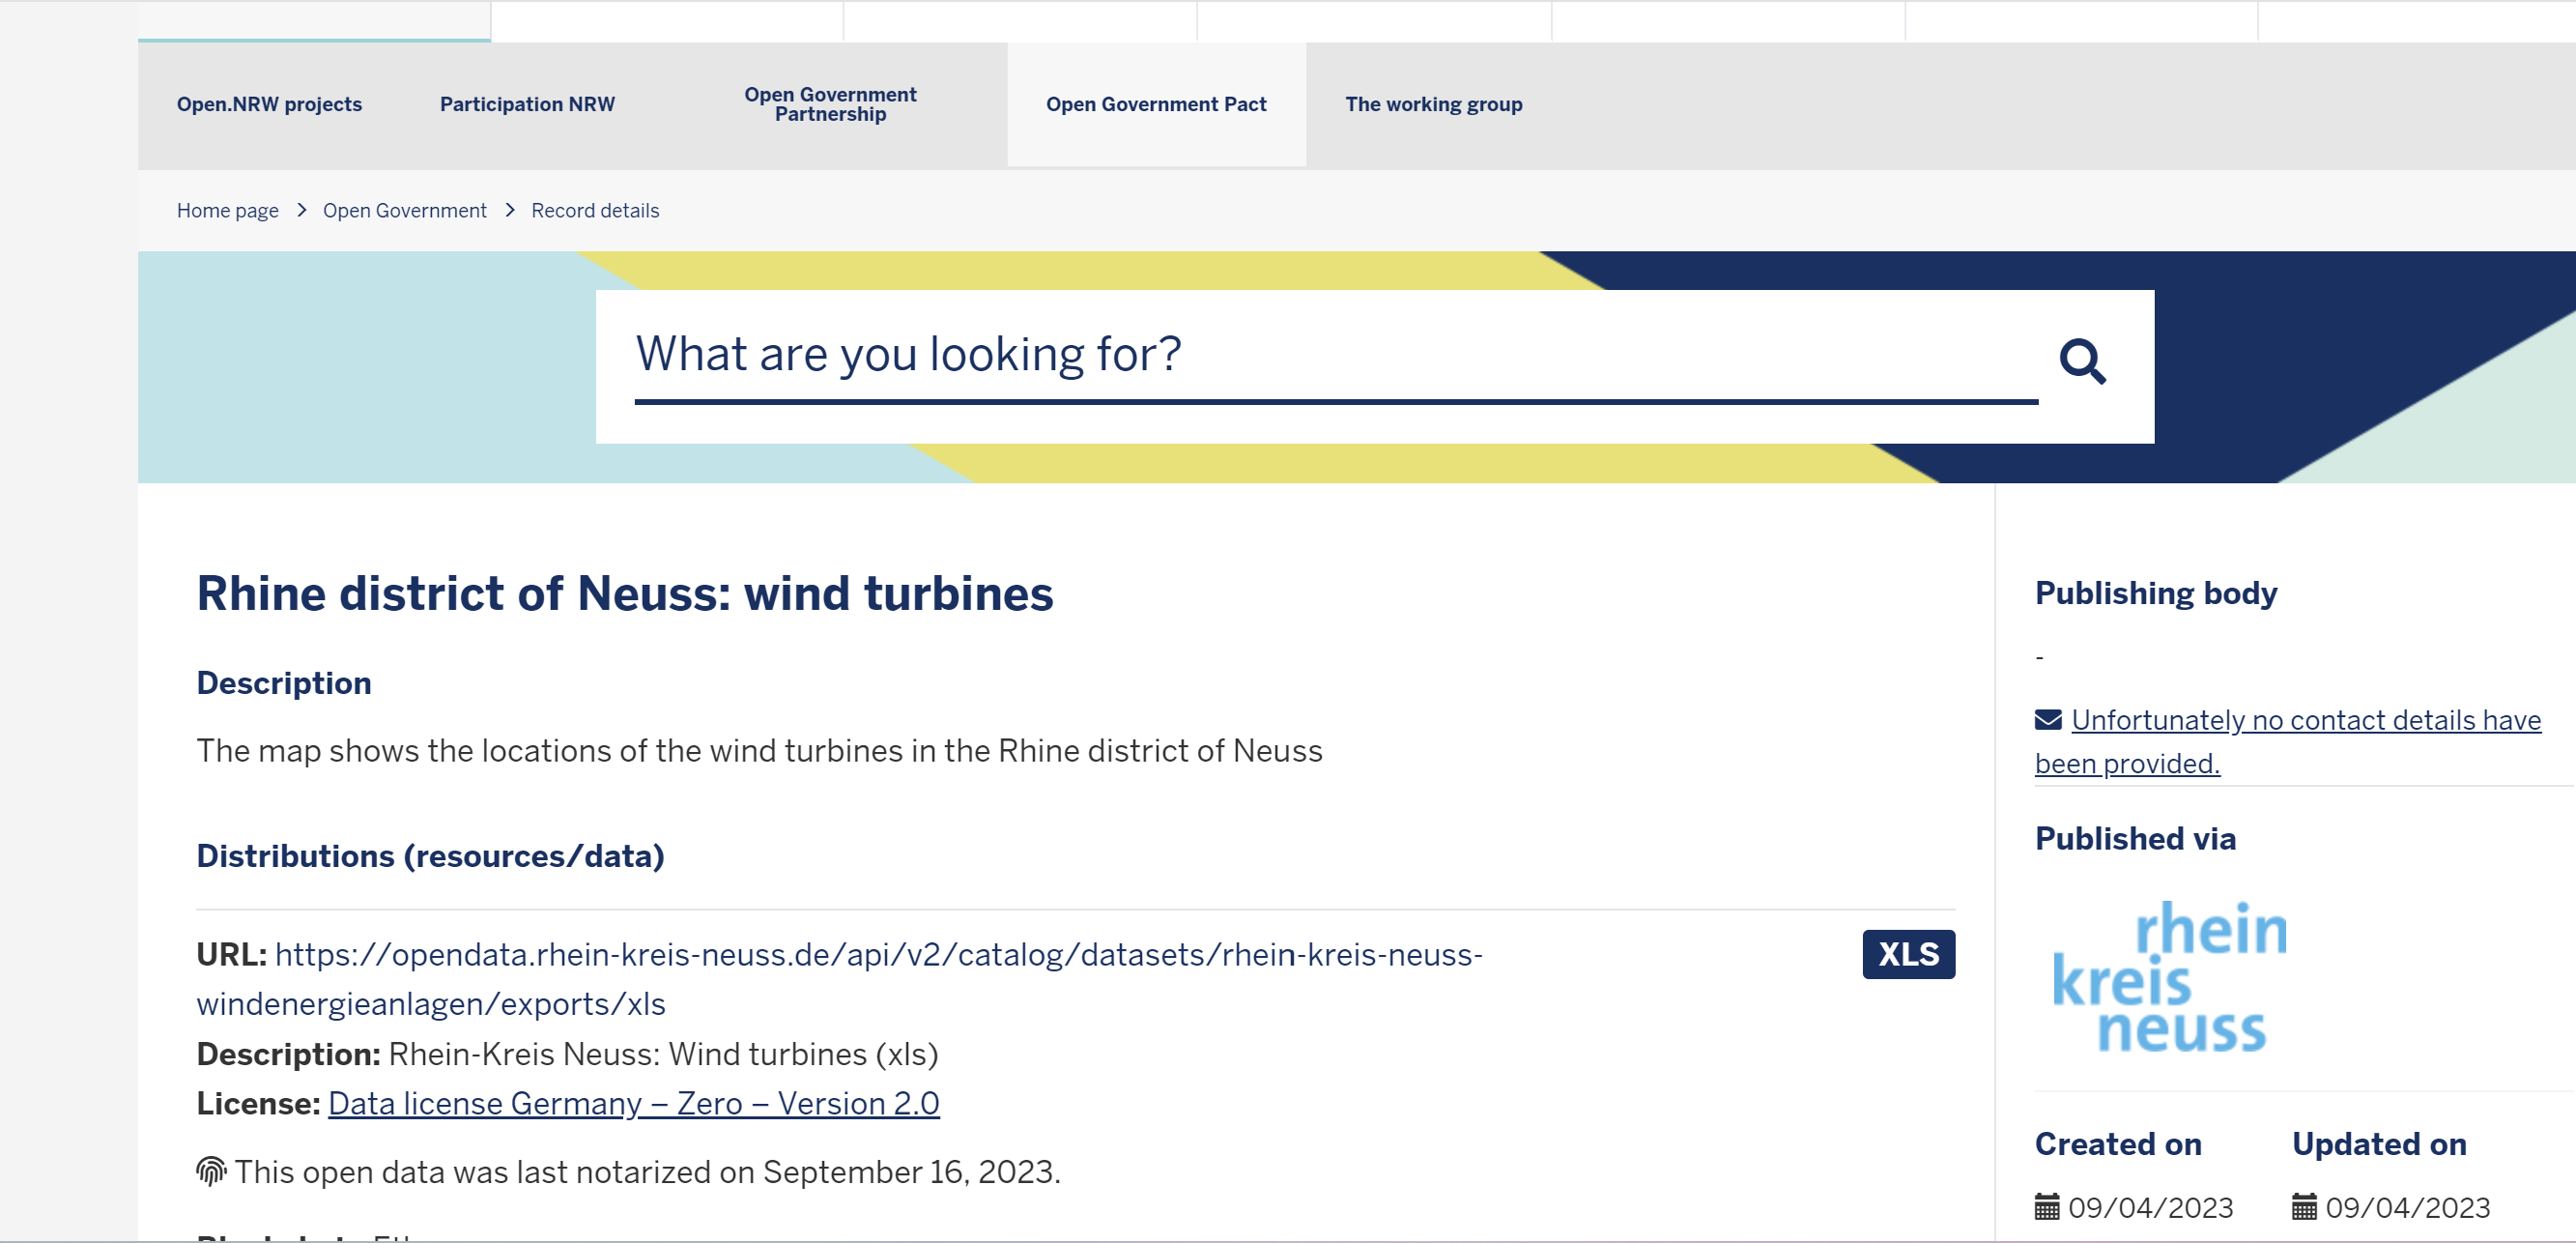 Open.NRW projects
Participation NRW
Open Government
Partnership
Open Government Pact
The working group
Home page > Open Government > Record details
What are you looking for?
Rhine district of Neuss: wind turbines
Description
The map shows the locations of the wind turbines in the Rhine district of Neuss
Distributions (resources/data)
URL: https://opendata.rhein-kreis-neuss.de/api/v2/catalog/datasets/rhein-kreis-neuss-
windenergieanlagen/exports/xls
XLS
Description: Rhein-Kreis Neuss: Wind turbines (xls)
License: Data license Germany – Zero – Version 2.0
This open data was last notarized on September 16, 2023.
Publishing body
-
Unfortunately no contact details have
been provided.
Published via
rhein
kreis
neuss
Created on
09/04/2023
Updated on
09/04/2023